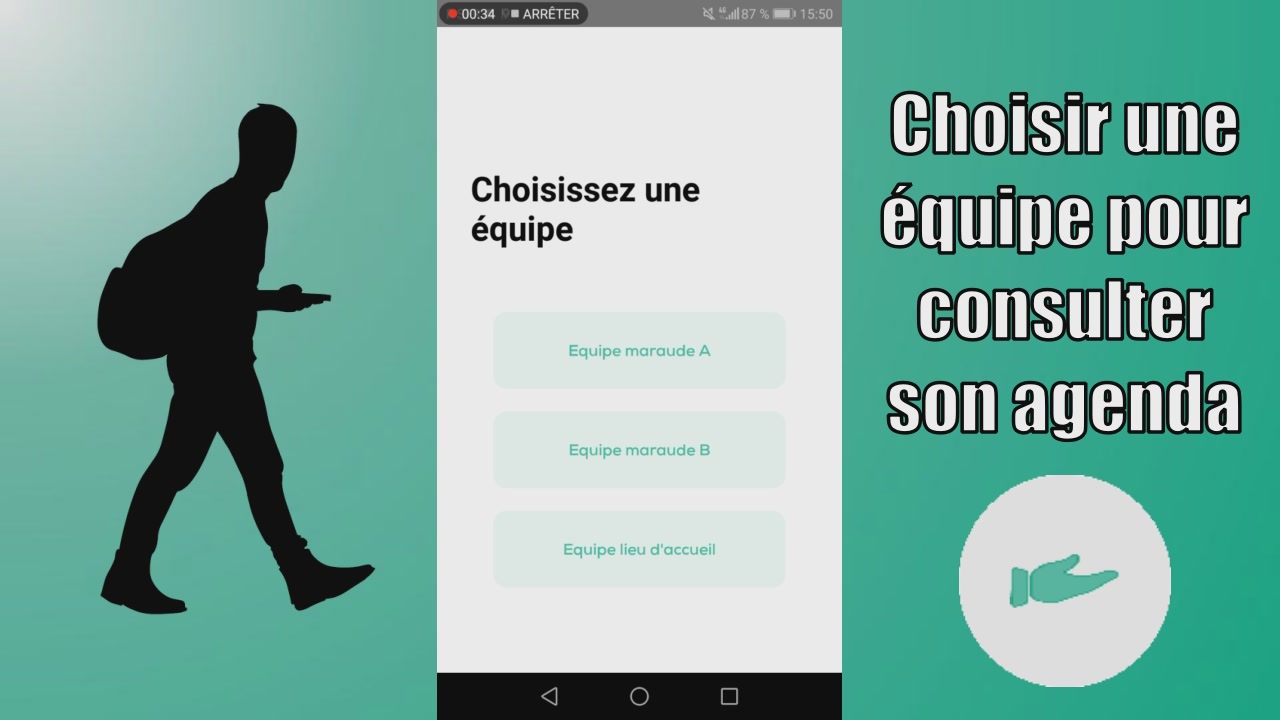 00:34 ARRÊTER
87 % 15:50
Choisissez une
équipe
Equipe maraude A
Equipe maraude B
Equipe lieu d'accueil
Choisir une
équipe pour
consulter
son agenda